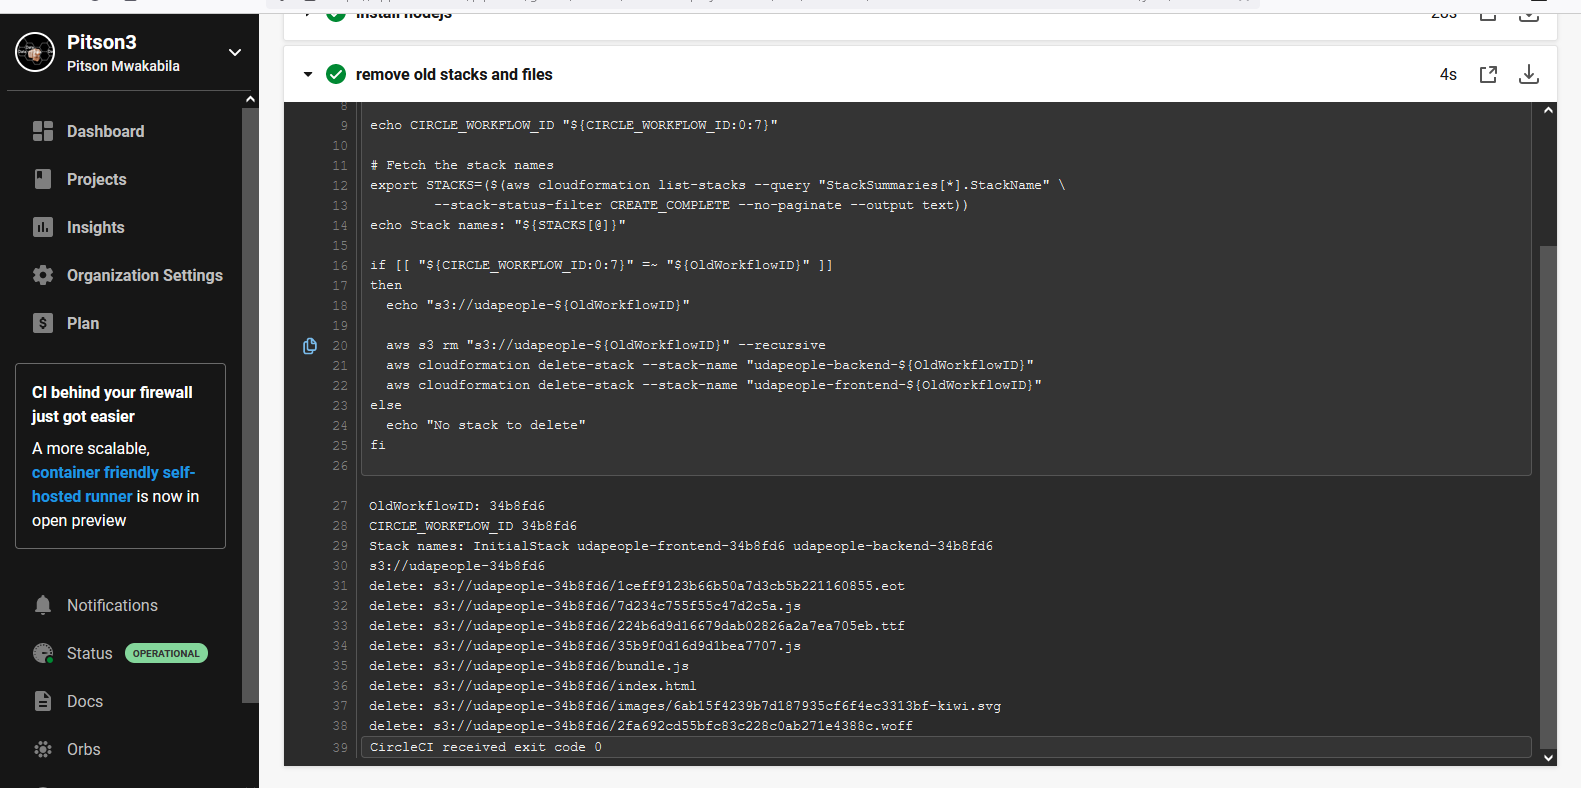 Pitson3
Pitson Mwakabila
Dashboard
Projects
Insights
Organization Settings
Plan
CI behind your firewall
just got easier
A more scalable,
container friendly self-
hosted runner is now in
open preview
Notifications
Status OPERATIONAL
Docs
Orbs
install nodejs
remove old stacks and files 4s
8
9 echo CIRCLE_WORKFLOW_ID "${CIRCLE_WORKFLOW_ID:0:7}"
10
11 # Fetch the stack names
12 export STACKS=($(aws cloudformation list-stacks --query "StackSummaries[*].StackName" \
13 --stack-status-filter CREATE_COMPLETE --no-paginate --output text))
14 echo Stack names: "${STACKS[@]}"
15
16 if [[ "${CIRCLE_WORKFLOW_ID:0:7}" =~ "${OldWorkflowID}" ]]
17 then
18 echo "s3://udapeople-${OldWorkflowID}"
19
20 aws s3 rm "s3://udapeople-${OldWorkflowID}" --recursive
21 aws cloudformation delete-stack --stack-name "udapeople-backend-${OldWorkflowID}"
22 aws cloudformation delete-stack --stack-name "udapeople-frontend-${OldWorkflowID}"
23 else
24 echo "No stack to delete"
25 fi
26
27 OldWorkflowID: 34b8fd6
28 CIRCLE_WORKFLOW_ID 34b8fd6
29 Stack names: InitialStack udapeople-frontend-34b8fd6 udapeople-backend-34b8fd6
30 s3://udapeople-34b8fd6
31 delete: s3://udapeople-34b8fd6/1ceff9123b66b50a7d3cb5b221160855.eot
32 delete: s3://udapeople-34b8fd6/7d234c755f55c47d2c5a.js
33 delete: s3://udapeople-34b8fd6/224b6d9d16679dab02826a2a7ea705eb.ttf
34 delete: s3://udapeople-34b8fd6/35b9f0d16d9d1bea7707.js
35 delete: s3://udapeople-34b8fd6/bundle.js
36 delete: s3://udapeople-34b8fd6/index.html
37 delete: s3://udapeople-34b8fd6/images/6ab15f4239b7d187935cf6f4ec3313bf-kiwi.svg
38 delete: s3://udapeople-34b8fd6/2fa692cd55bfc83c228c0ab271e4388c.woff
39 CircleCI received exit code 0